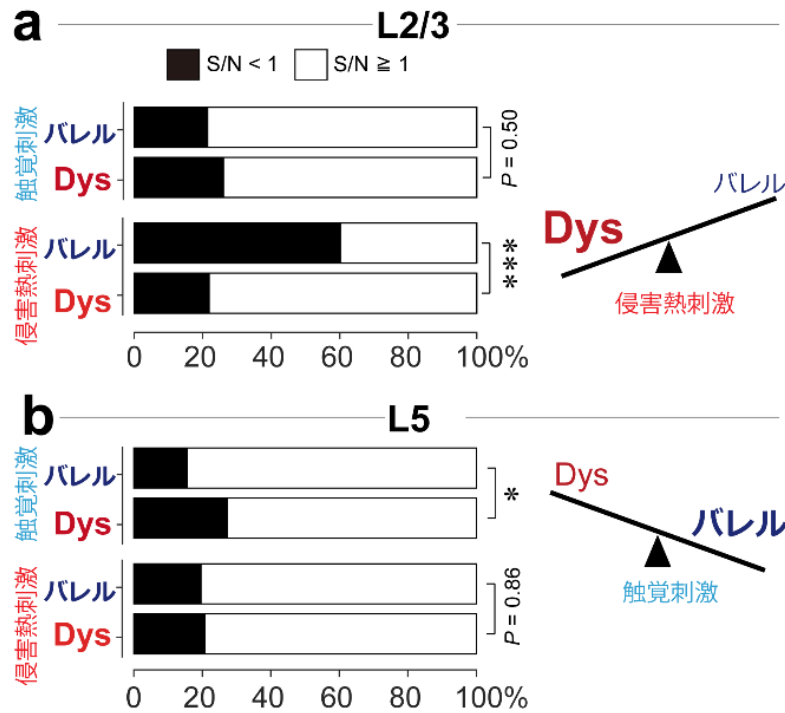 a
L2/3
S/N < 1
S/N ≧ 1
触覚刺激
バレル
Dys
P = 0.50
侵害熱刺激
バレル
Dys
***
0 20 40 60 80 100%
バレル
Dys
侵害熱刺激
b
L5
触覚刺激
バレル
Dys
*
侵害熱刺激
バレル
Dys
P = 0.86
0 20 40 60 80 100%
Dys
バレル
触覚刺激